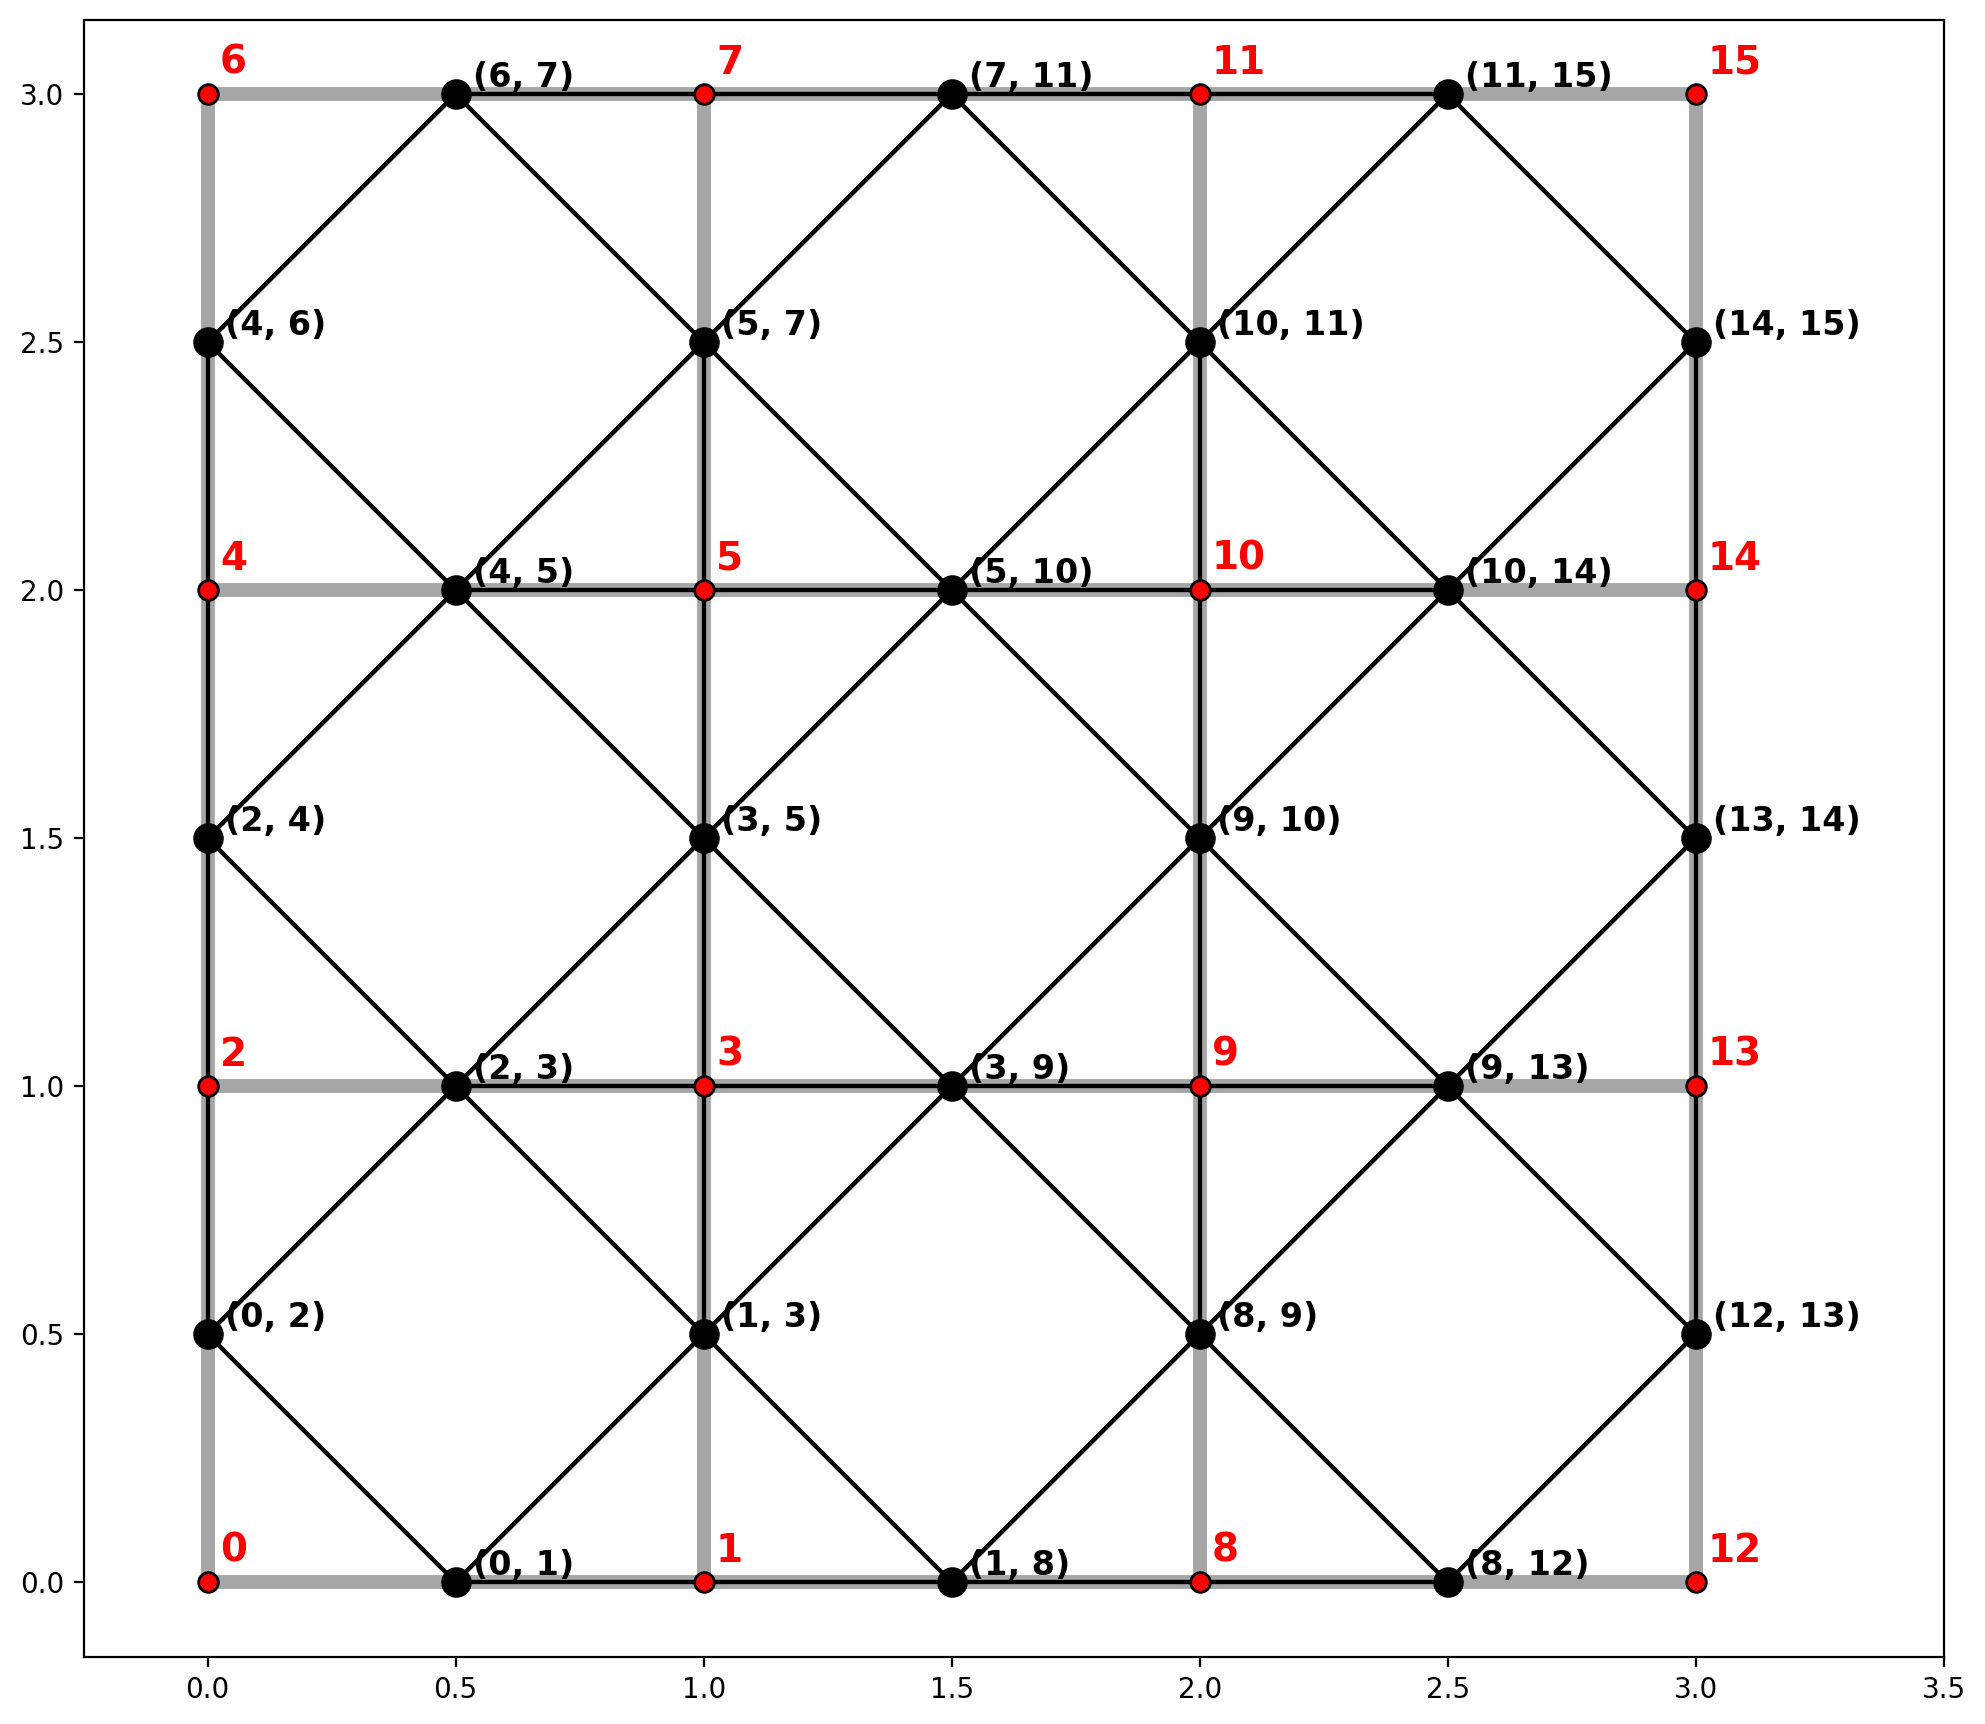 6 7 11 15
(6, 7) (7, 11) (11, 15)
3.0
(4, 6) (5, 7) (10, 11) (14, 15)
2.5
4 5 10 14
(4, 5) (5, 10) (10, 14)
2.0
(2, 4) (3, 5) (9, 10) (13, 14)
1.5
2 3 9 13
(2, 3) (3, 9) (9, 13)
1.0
(0, 2) (1, 3) (8, 9) (12, 13)
0.5
0 1 8 12
(0, 1) (1, 8) (8, 12)
0.0
0.0 0.5 1.0 1.5 2.0 2.5 3.0 3.5